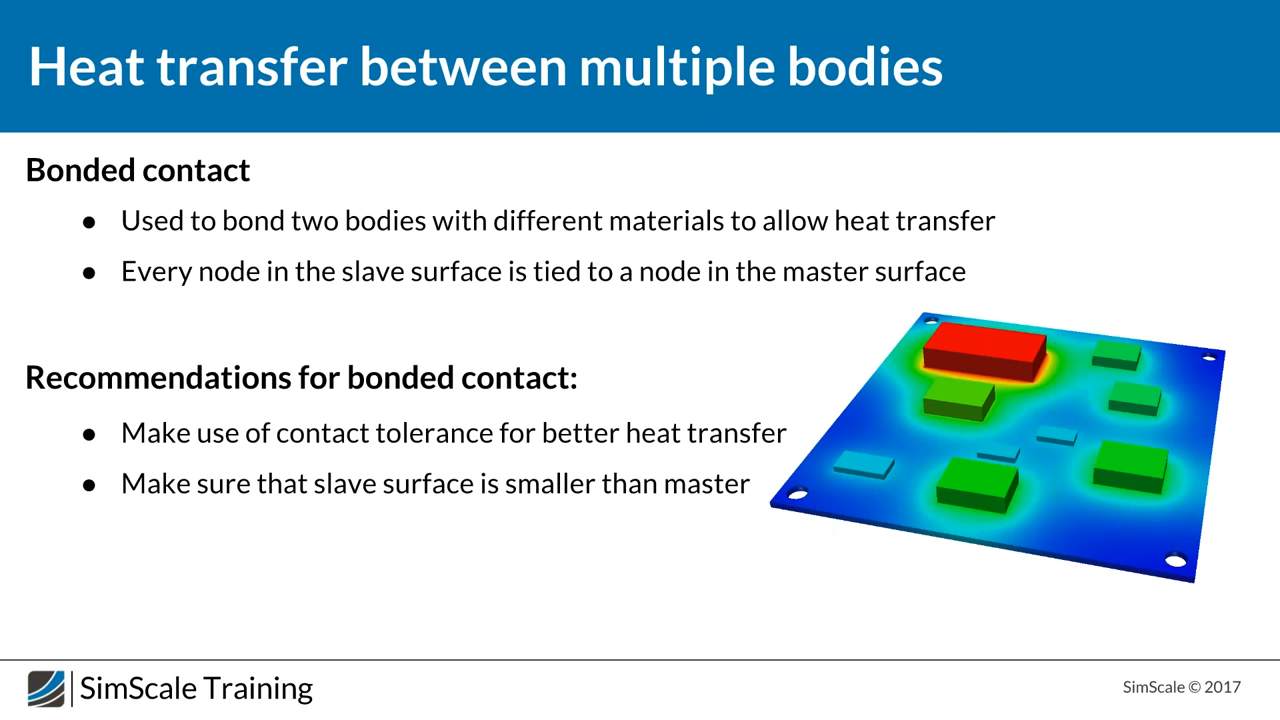 Heat transfer between multiple bodies
Bonded contact
● Used to bond two bodies with different materials to allow heat transfer
● Every node in the slave surface is tied to a node in the master surface
Recommendations for bonded contact:
● Make use of contact tolerance for better heat transfer
● Make sure that slave surface is smaller than master
SimScale Training
SimScale © 2017